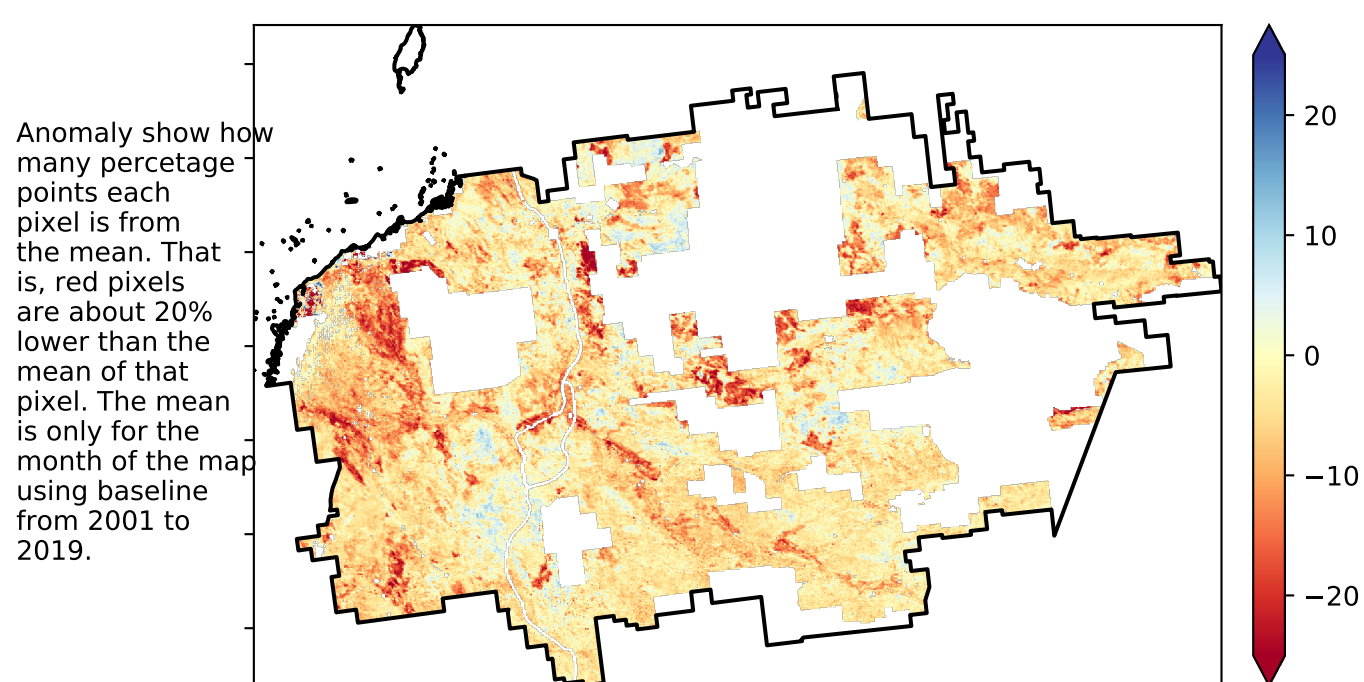 Anomaly show how
many percetage
points each
pixel is from
the mean. That
is, red pixels
are about 20%
lower than the
mean of that
pixel. The mean
is only for the
month of the map
using baseline
from 2001 to
2019.
20
10
0
−10
−20